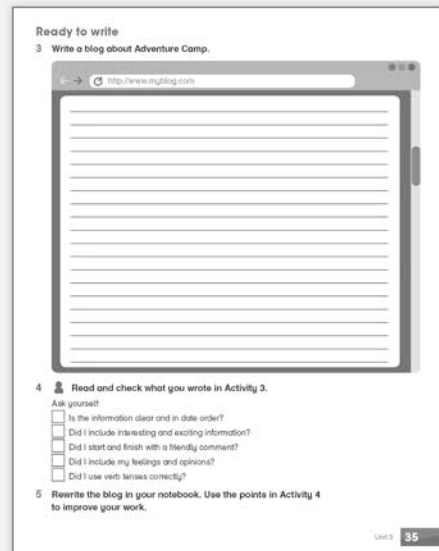 Ready to write
3 Write a blog about Adventure Camp.
http://www.myblog.com
4 Read and check what you wrote in Activity 3.
Ask yourself:
Is the information clear and in date order?
Did I include interesting and exciting information?
Did I start and finish with a friendly comment?
Did I include my feelings and opinions?
Did I use verb tenses correctly?
5 Rewrite the blog in your notebook. Use the points in Activity 4
to improve your work.
Unit 3 35